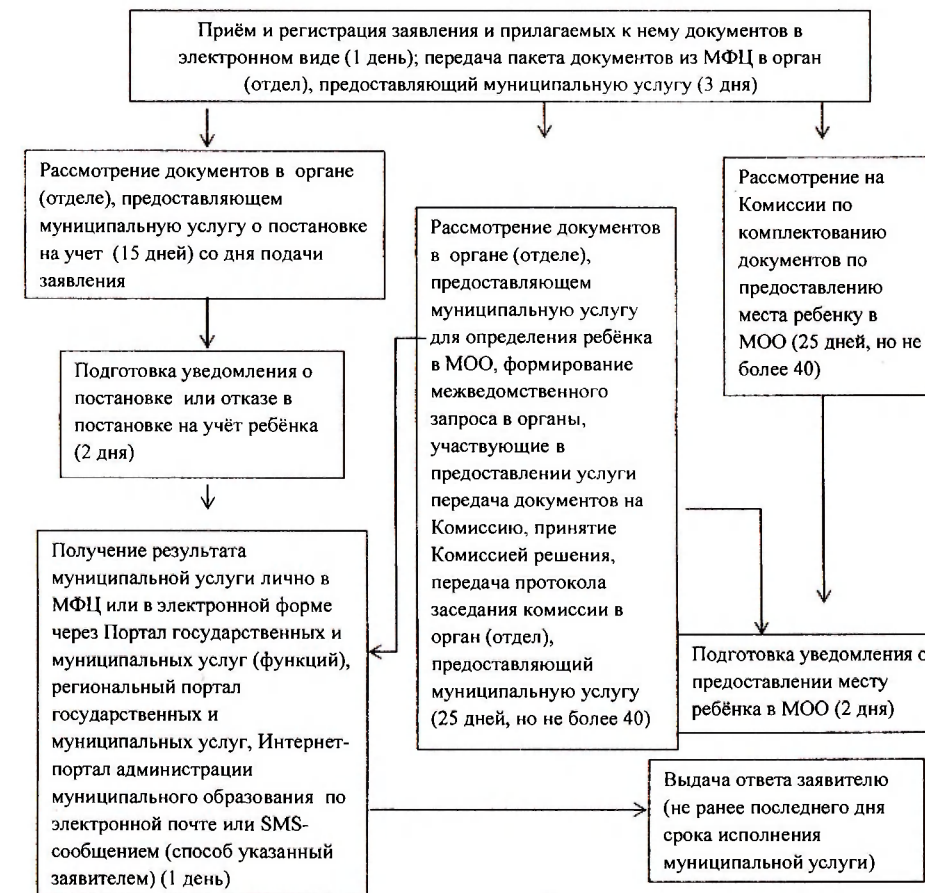 Приём и регистрация заявления и прилагаемых к нему документов в
электронном виде (1 день); передача пакета документов из МФЦ в орган
(отдел), предоставляющий муниципальную услугу (3 дня)
Рассмотрение документов в органе
(отделе), предоставляющем
муниципальную услугу о постановке
на учет (15 дней) со дня подачи
заявления
Подготовка уведомления о
постановке или отказе в
постановке на учёт ребёнка
(2 дня)
Получение результата
муниципальной услуги лично в
МФЦ или в электронной форме
через Портал государственных и
муниципальных услуг (функций),
региональный портал
государственных и
муниципальных услуг, Интернет-
портал администрации
муниципального образования по
электронной почте или SMS-
сообщением (способ указанный
заявителем) (1 день)
Рассмотрение документов
в органе (отделе),
предоставляющем
муниципальную услугу
для определения ребёнка
в МОО, формирование
межведомственного
запроса в органы,
участвующие в
предоставлении услуги
передача документов на
Комиссию, принятие
Комиссией решения,
передача протокола
заседания комиссии в
орган (отдел),
предоставляющий
муниципальную услугу
(25 дней, но не более 40)
Рассмотрение на
Комиссии по
комплектованию
документов по
предоставлению
места ребенку в
МОО (25 дней, но не
более 40)
Подготовка уведомления о
предоставлении месту
ребёнка в МОО (2 дня)
Выдача ответа заявителю
(не ранее последнего дня
срока исполнения
муниципальной услуги)